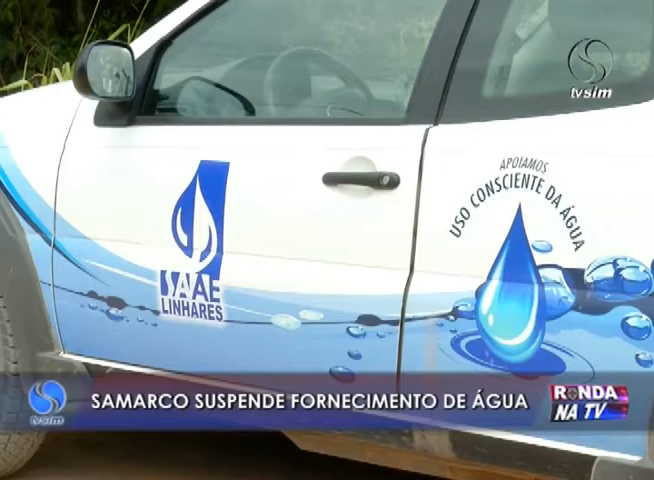 tvsim
APOIAMOS
USO CONSCIENTE DA ÁGUA
SAAE
LINHARES
tvsim
SAMARCO SUSPENDE FORNECIMENTO DE ÁGUA
RONDA
NA TV